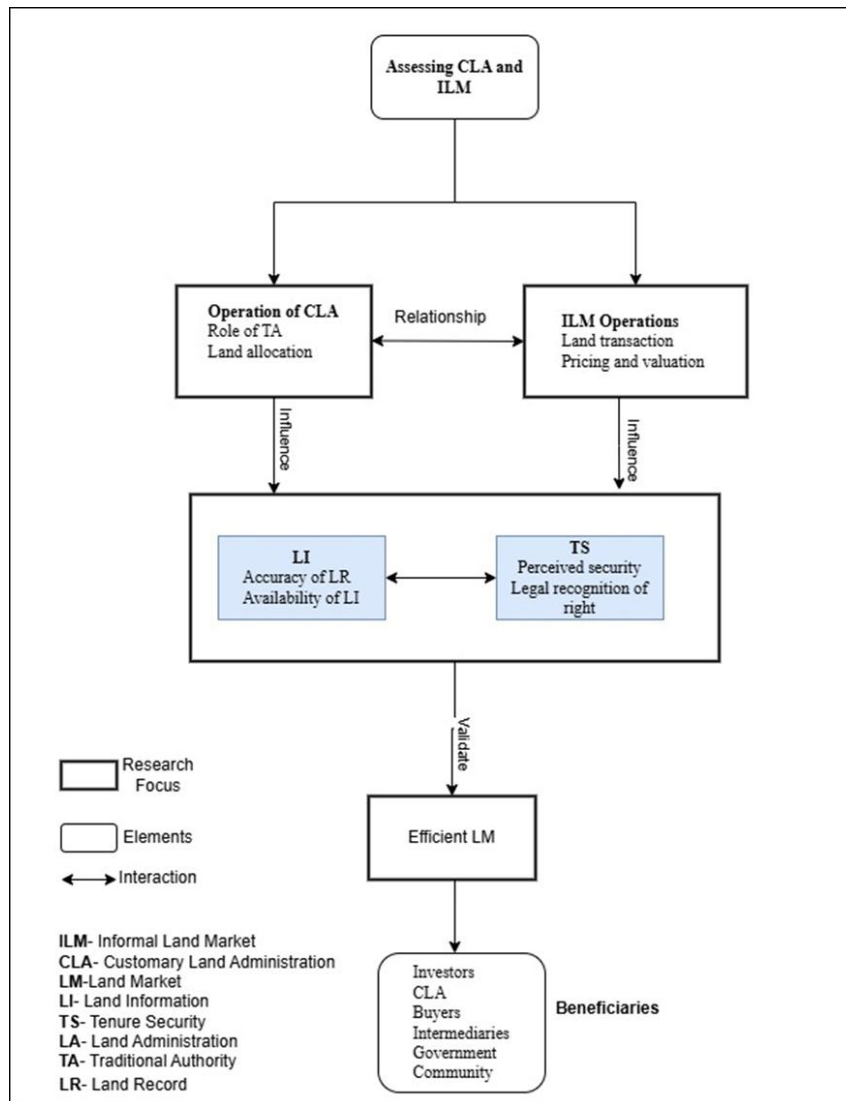 Assessing CLA and
ILM
Operation of CLA
Role of TA
Land allocation
Relationship
ILM Operations
Land transaction
Pricing and valuation
Influence
Influence
LI
Accuracy of LR
Availability of LI
TS
Perceived security
Legal recognition of
right
Validate
Research
Focus
Efficient LM
Elements
Interaction
ILM- Informal Land Market
CLA- Customary Land Administration
LM-Land Market
LI- Land Information
TS- Tenure Security
LA- Land Administration
TA- Traditional Authority
LR- Land Record
Investors
CLA
Buyers
Intermediaries
Government
Community
Beneficiaries